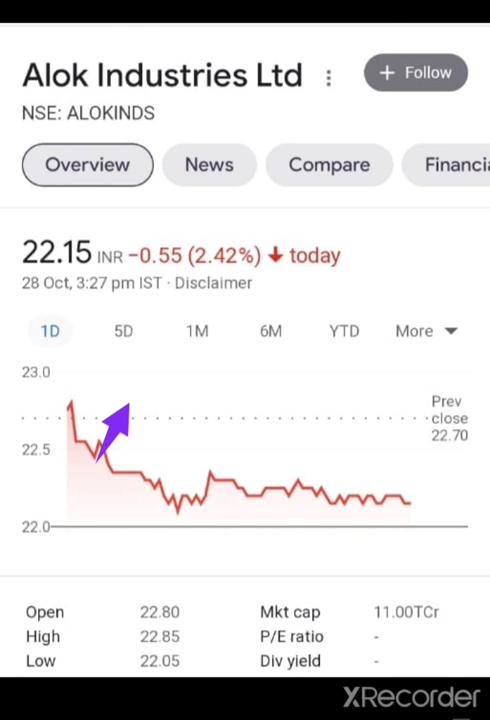 Alok Industries Ltd
+ Follow
NSE: ALOKINDS
Overview News Compare Financia
22.15 INR −0.55 (2.42%) ↓ today
28 Oct, 3:27 pm IST · Disclaimer
1D 5D 1M 6M YTD More
23.0
Prev
close
22.70
22.5
22.0
Open 22.80 Mkt cap 11.00TCr
High 22.85 P/E ratio -
Low 22.05 Div yield -
XRecorder